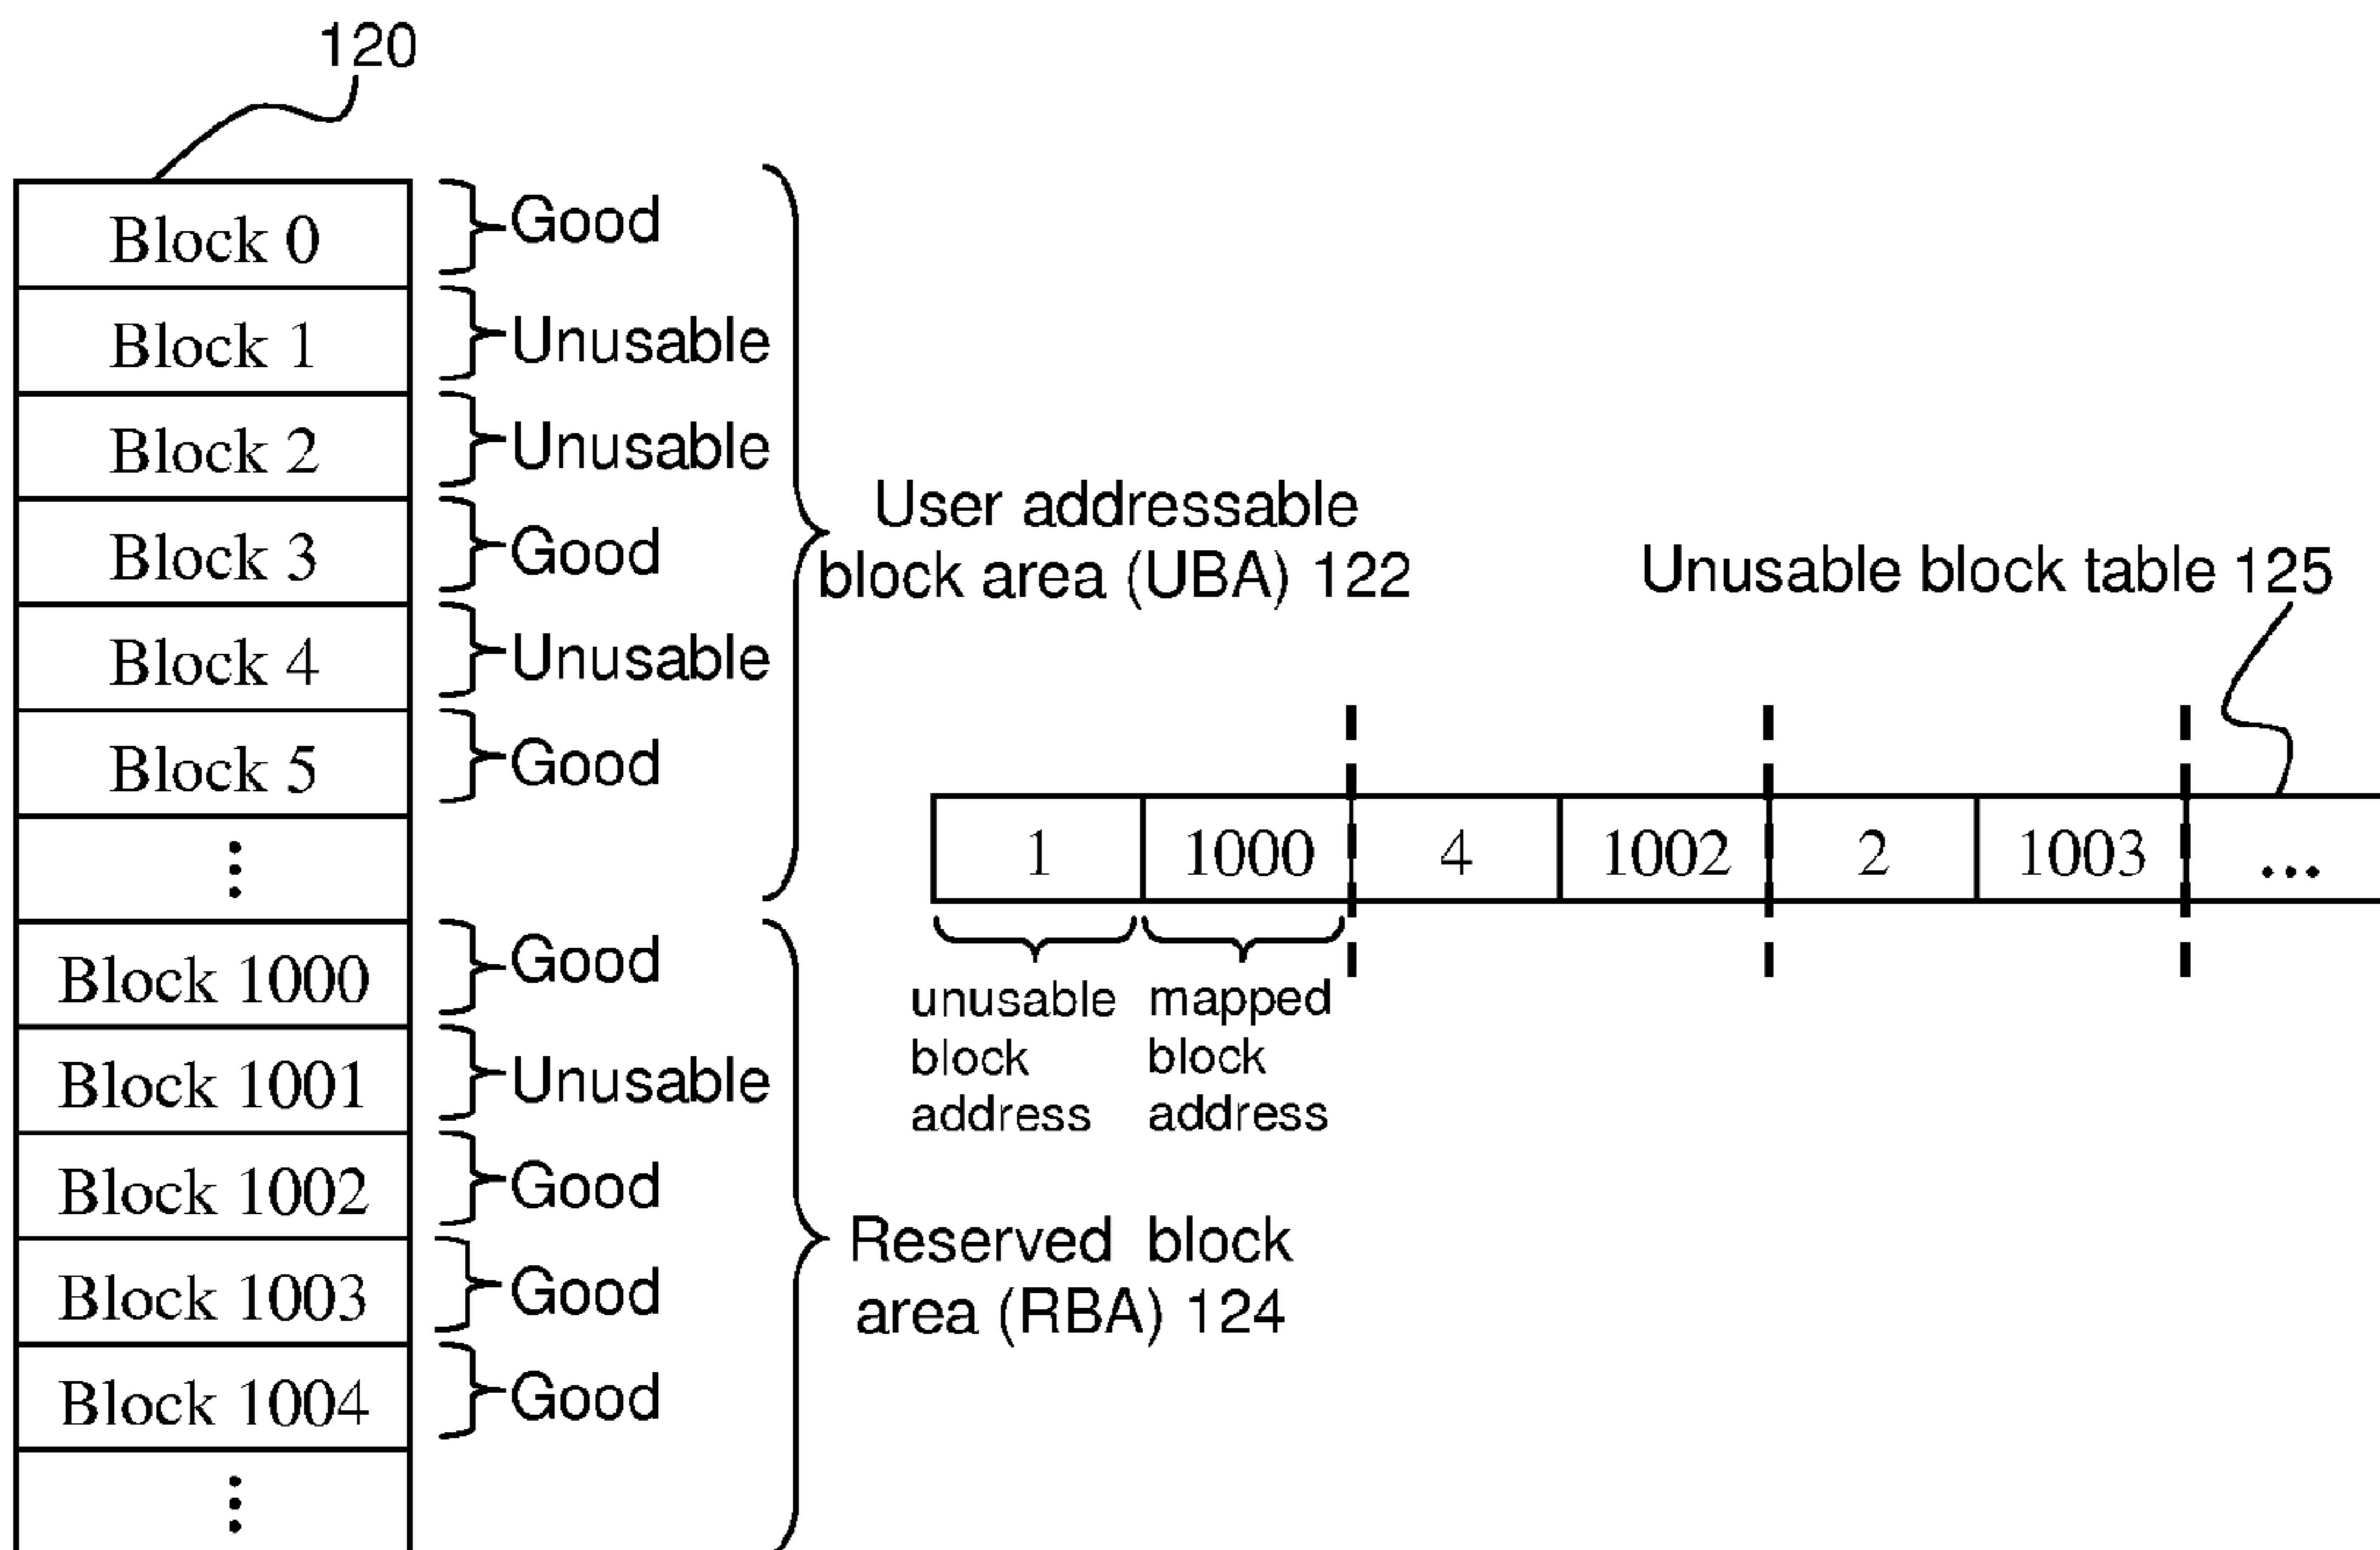 120
Block 0
Good
Block 1
Unusable
Block 2
Unusable
Block 3
Good
Block 4
Unusable
Block 5
Good
⋮
User addressable
block area (UBA) 122
Block 1000
Good
Block 1001
Unusable
Block 1002
Good
Block 1003
Good
Block 1004
Good
⋮
Reserved block
area (RBA) 124
Unusable block table 125
1 1000 4 1002 2 1003 ...
unusable
block
address
mapped
block
address